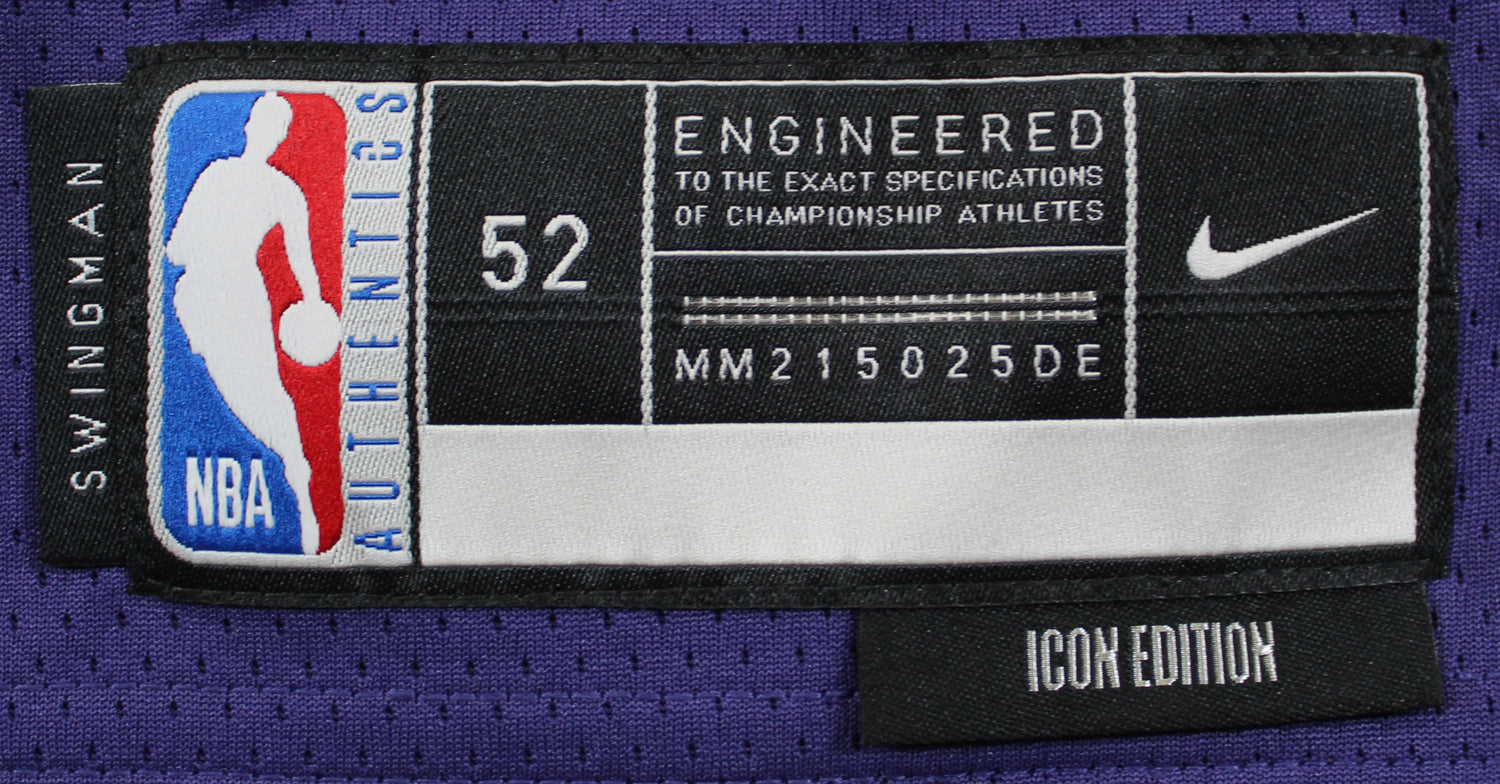 SWINGMAN
NBA
AUTHENTICS
52
ENGINEERED
TO THE EXACT SPECIFICATIONS
OF CHAMPIONSHIP ATHLETES
MM215025DE
ICON EDITION